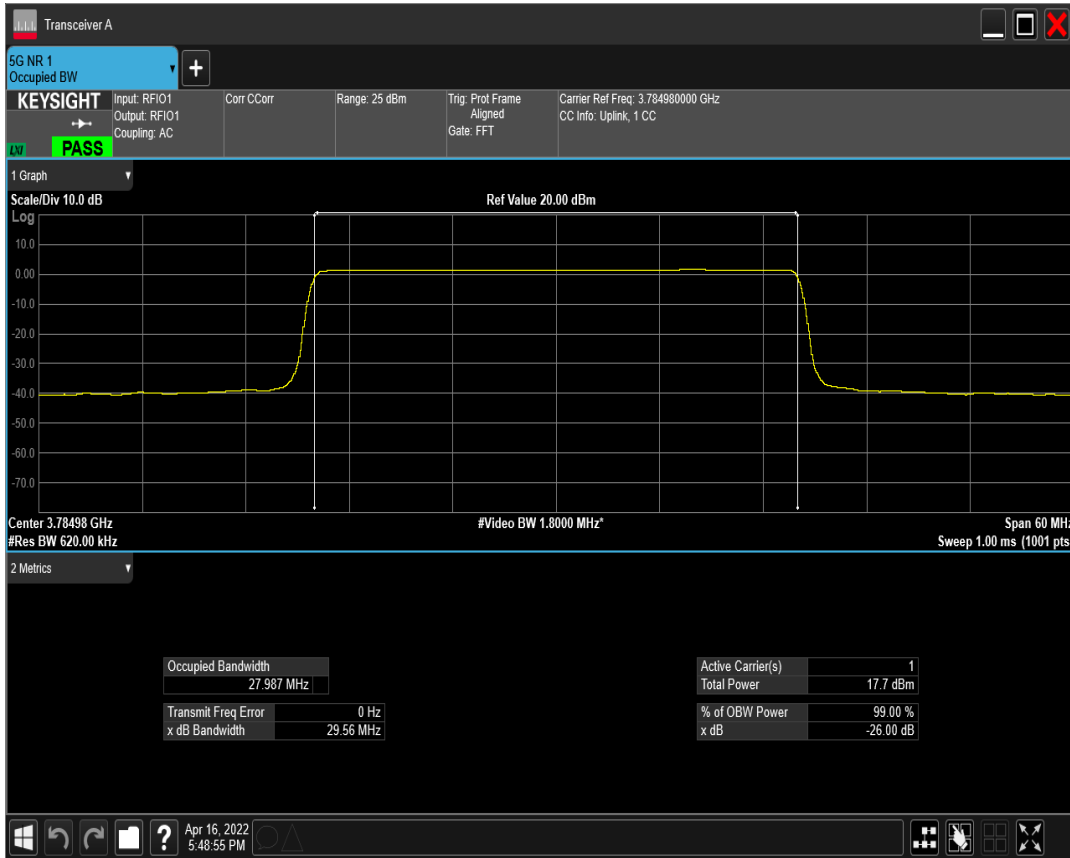 Transceiver A
5G NR 1
Occupied BW
+
KEYSIGHT
LXI
PASS
Input: RFIO1
Output: RFIO1
Coupling: AC
Corr CCorr
Range: 25 dBm
Trig: Prot Frame
Aligned
Gate: FFT
Carrier Ref Freq: 3.784980000 GHz
CC Info: Uplink, 1 CC
1 Graph
Scale/Div 10.0 dB
Ref Value 20.00 dBm
Log
10.0
0.00
-10.0
-20.0
-30.0
-40.0
-50.0
-60.0
-70.0
Center 3.78498 GHz
#Video BW 1.8000 MHz*
Span 60 MHz
#Res BW 620.00 kHz
Sweep 1.00 ms (1001 pts
2 Metrics
Occupied Bandwidth
27.987 MHz
Transmit Freq Error 0 Hz
x dB Bandwidth 29.56 MHz
Active Carrier(s) 1
Total Power 17.7 dBm
% of OBW Power 99.00 %
x dB -26.00 dB
?
Apr 16, 2022
5:48:55 PM